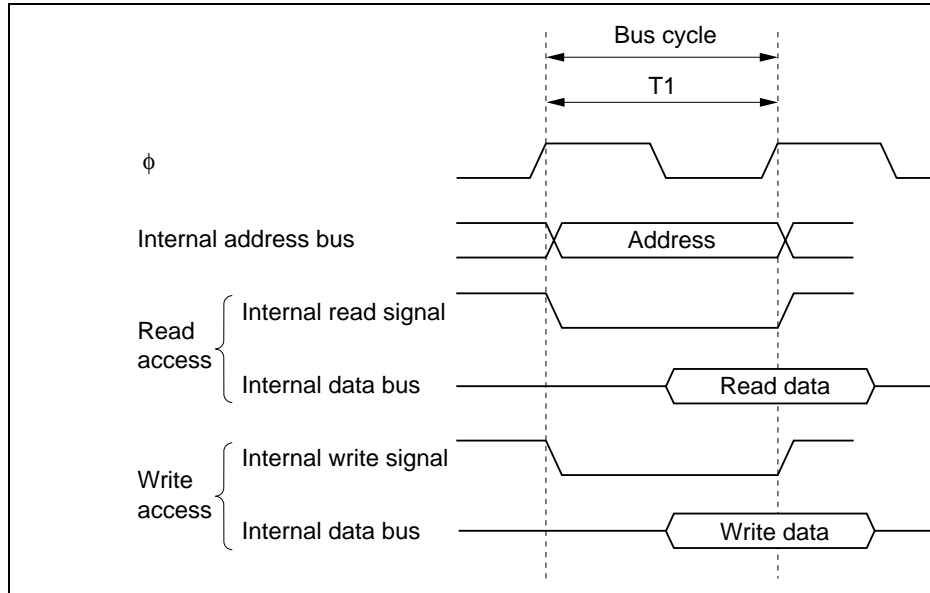 Bus cycle
T1
ϕ
Internal address bus
Address
Read
access
Internal read signal
Internal data bus
Read data
Write
access
Internal write signal
Internal data bus
Write data